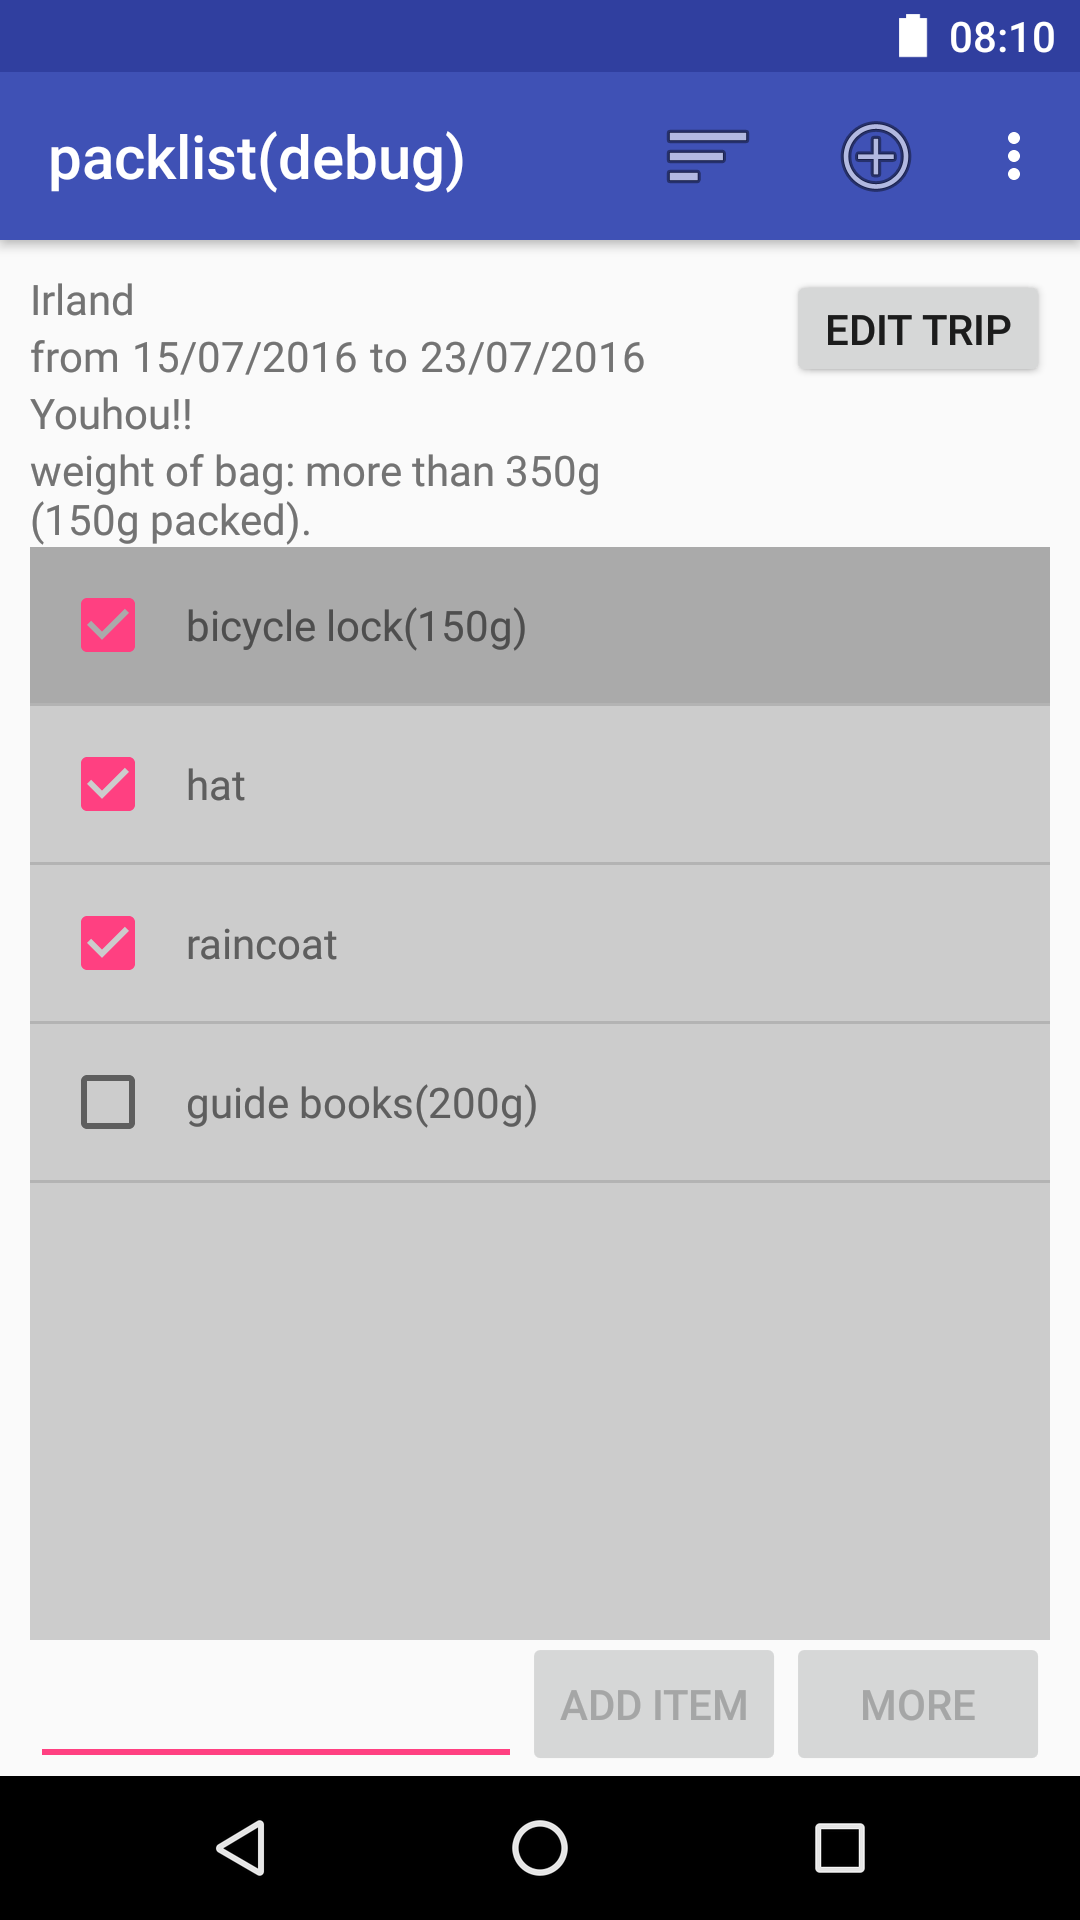 08:10
packlist(debug)
Irland
EDIT TRIP
from 15/07/2016 to 23/07/2016
Youhou!!
weight of bag: more than 350g
(150g packed).
bicycle lock(150g)
hat
raincoat
guide books(200g)
ADD ITEM
MORE